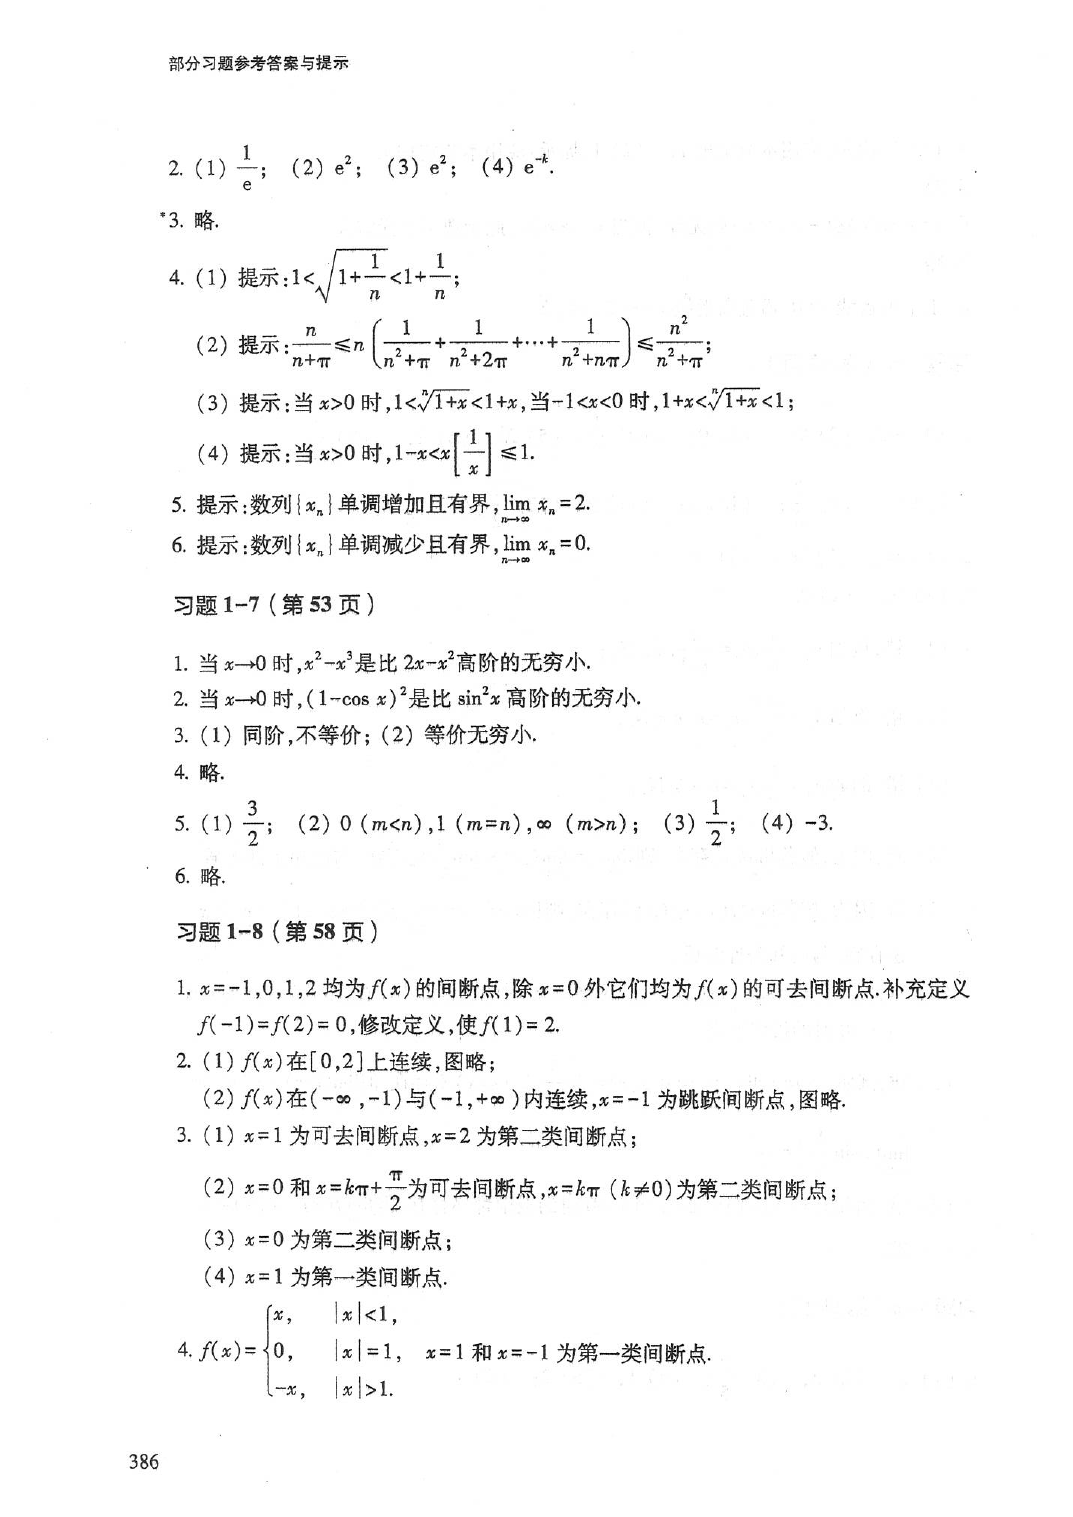 部分习题参考答案与提示
2. (1) 1/e; (2) e²; (3) e²; (4) e⁻ᵏ.
*3. 略.
4. (1) 提示:1<√(1+1/n)<1+1/n;
(2) 提示: n/(n+π)≤n(1/(n²+π)+1/(n²+2π)+⋯+1/(n²+nπ))≤n²/(n²+π);
(3) 提示:当 x>0 时,1<ⁿ√(1+x)<1+x,当-1<x<0 时,1+x<ⁿ√(1+x)<1;
(4) 提示:当 x>0 时,1-x<x[1/x]≤1.
5. 提示:数列{xₙ}单调增加且有界,lim(n→∞) xₙ=2.
6. 提示:数列{xₙ}单调减少且有界,lim(n→∞) xₙ=0.
习题 1-7 (第 53 页)
1. 当 x→0 时,x²-x³是比 2x-x²高阶的无穷小.
2. 当 x→0 时,(1-cos x)²是比 sin²x 高阶的无穷小.
3. (1) 同阶,不等价; (2) 等价无穷小.
4. 略.
5. (1) 3/2; (2) 0 (m<n),1 (m=n),∞ (m>n); (3) 1/2; (4) -3.
6. 略.
习题 1-8 (第 58 页)
1. x=-1,0,1,2 均为 f(x)的间断点,除 x=0 外它们均为 f(x)的可去间断点.补充定义
f(-1)=f(2)=0,修改定义,使 f(1)=2.
2. (1) f(x)在[0,2]上连续,图略;
(2) f(x)在(-∞,-1)与(-1,+∞)内连续,x=-1 为跳跃间断点,图略.
3. (1) x=1 为可去间断点,x=2 为第二类间断点;
(2) x=0 和 x=kπ+π/2为可去间断点,x=kπ (k≠0)为第二类间断点;
(3) x=0 为第二类间断点;
(4) x=1 为第一类间断点.
x, |x|<1,
4. f(x)={0, |x|=1, x=1 和 x=-1 为第一类间断点.
-x, |x|>1.
386